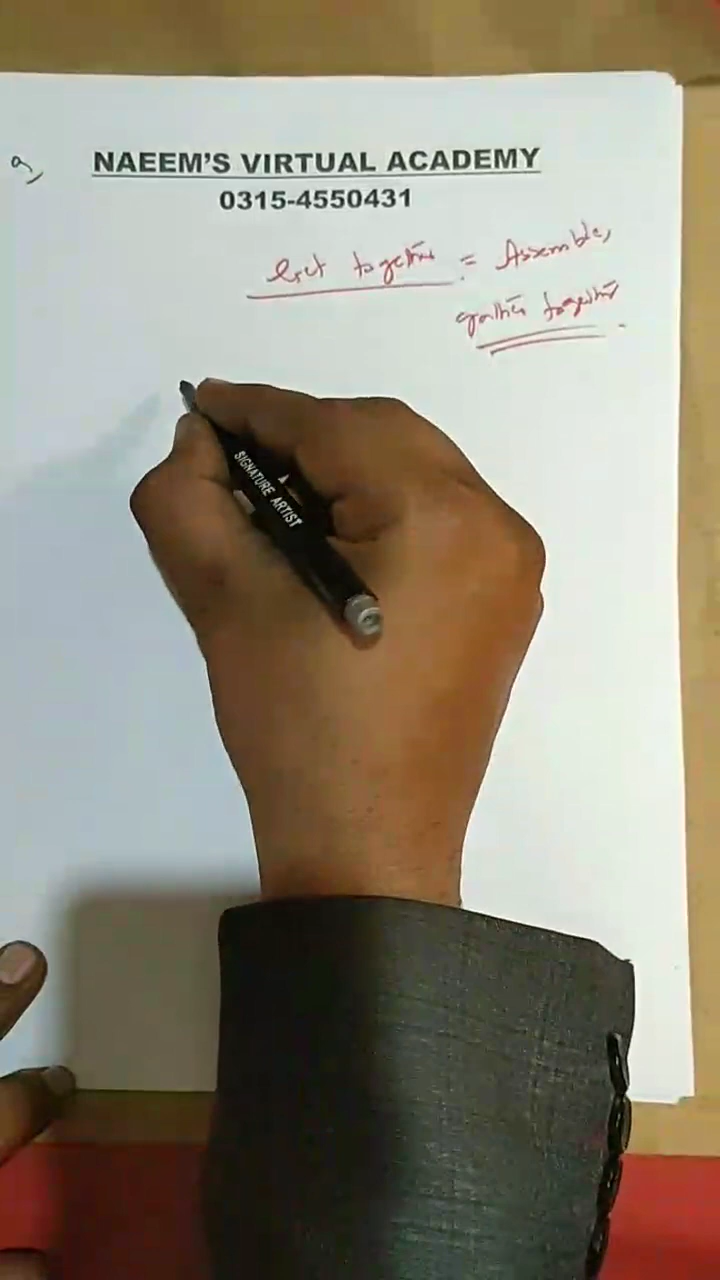 NAEEM'S VIRTUAL ACADEMY
0315-4550431
Get together = Assemble,
gather together.
SIGNATURE ARTIST